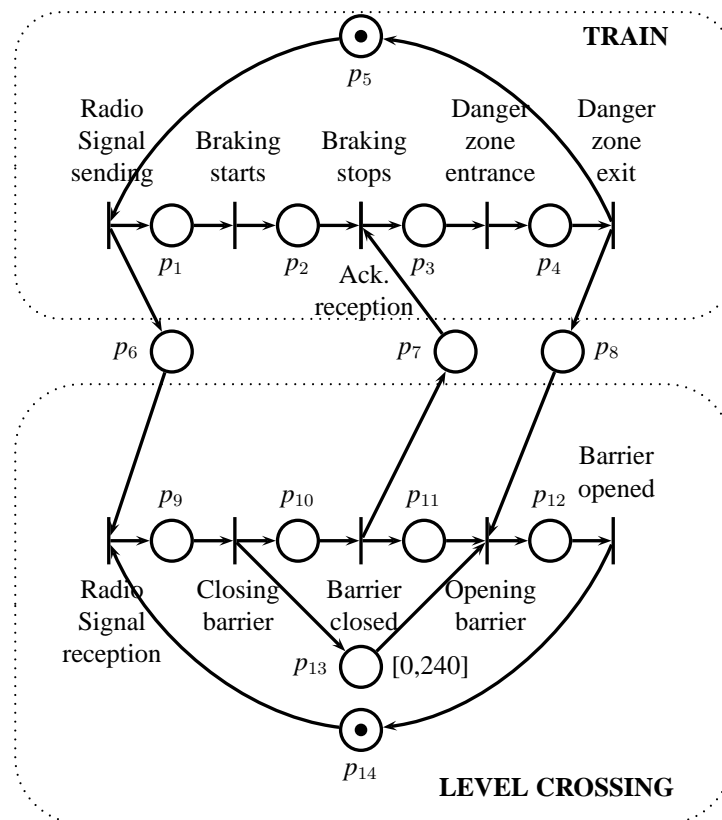 TRAIN
p5
Radio
Signal
sending
Braking
starts
Braking
stops
Danger
zone
entrance
Danger
zone
exit
p1
p2
p3
p4
Ack.
reception
p6
p7
p8
Barrier
opened
p9
p10
p11
p12
Radio
Signal
reception
Closing
barrier
Barrier
closed
Opening
barrier
p13
[0,240]
p14
LEVEL CROSSING